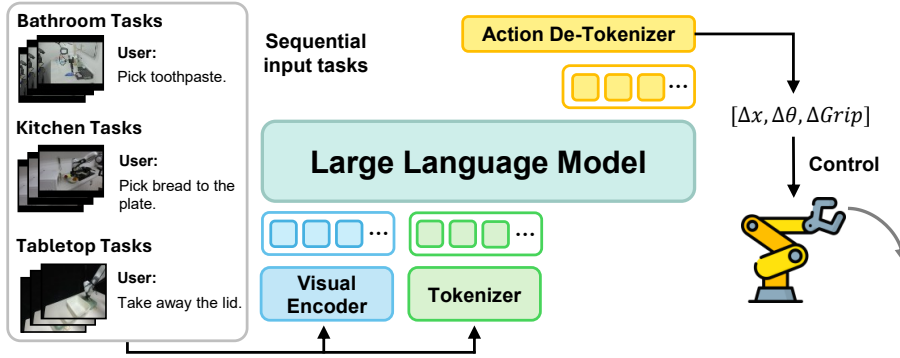 Bathroom Tasks
User:
Pick toothpaste.
Kitchen Tasks
User:
Pick bread to the
plate.
Tabletop Tasks
User:
Take away the lid.
Sequential
input tasks
Action De-Tokenizer
...
Large Language Model
...
...
Visual
Encoder
Tokenizer
[Δx, Δθ, ΔGrip]
Control